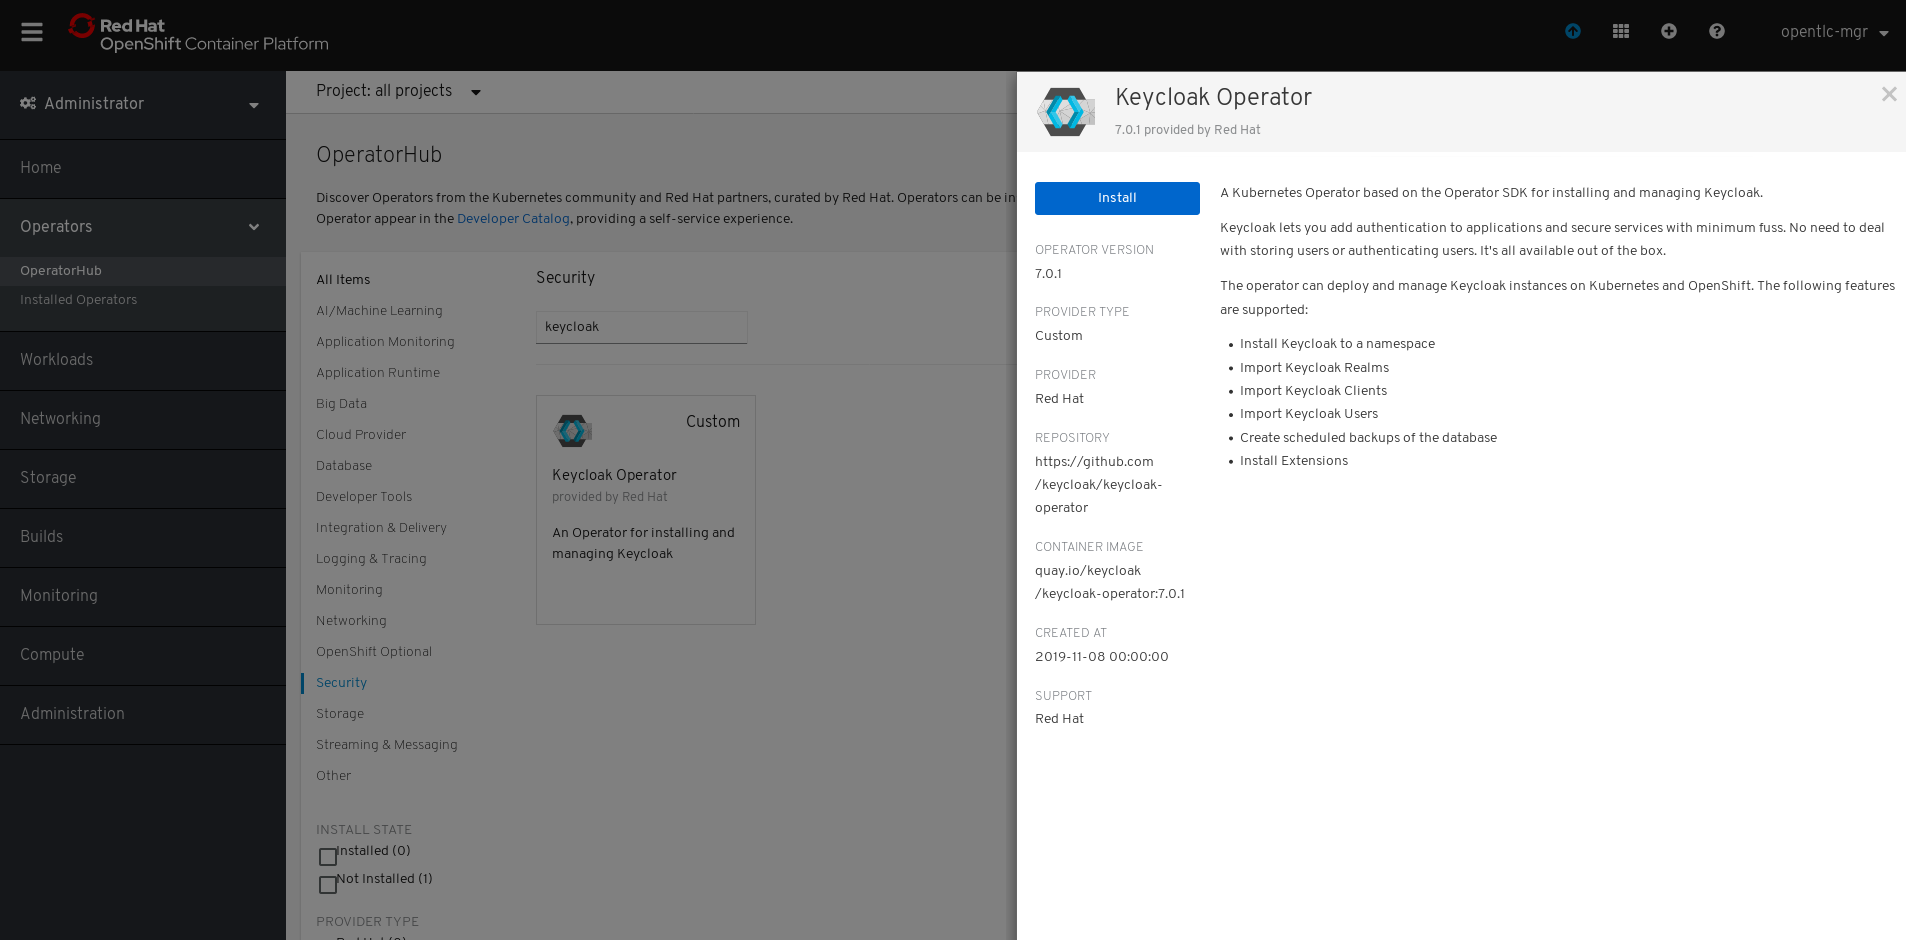 Red Hat
OpenShift Container Platform
opentlc-mgr
Administrator
Home
Operators
OperatorHub
Installed Operators
Workloads
Networking
Storage
Builds
Monitoring
Compute
Administration
Project: all projects
OperatorHub
Discover Operators from the Kubernetes community and Red Hat partners, curated by Red Hat. Operators can be in
Operator appear in the Developer Catalog, providing a self-service experience.
All Items
AI/Machine Learning
Application Monitoring
Application Runtime
Big Data
Cloud Provider
Database
Developer Tools
Integration & Delivery
Logging & Tracing
Monitoring
Networking
OpenShift Optional
Security
Storage
Streaming & Messaging
Other
INSTALL STATE
Installed (0)
Not Installed (1)
PROVIDER TYPE
Security
keycloak
Custom
Keycloak Operator
provided by Red Hat
An Operator for installing and
managing Keycloak
Keycloak Operator
7.0.1 provided by Red Hat
Install
OPERATOR VERSION
7.0.1
PROVIDER TYPE
Custom
PROVIDER
Red Hat
REPOSITORY
https://github.com
/keycloak/keycloak-
operator
CONTAINER IMAGE
quay.io/keycloak
/keycloak-operator:7.0.1
CREATED AT
2019-11-08 00:00:00
SUPPORT
Red Hat
A Kubernetes Operator based on the Operator SDK for installing and managing Keycloak.
Keycloak lets you add authentication to applications and secure services with minimum fuss. No need to deal
with storing users or authenticating users. It's all available out of the box.
The operator can deploy and manage Keycloak instances on Kubernetes and OpenShift. The following features
are supported:
• Install Keycloak to a namespace
• Import Keycloak Realms
• Import Keycloak Clients
• Import Keycloak Users
• Create scheduled backups of the database
• Install Extensions